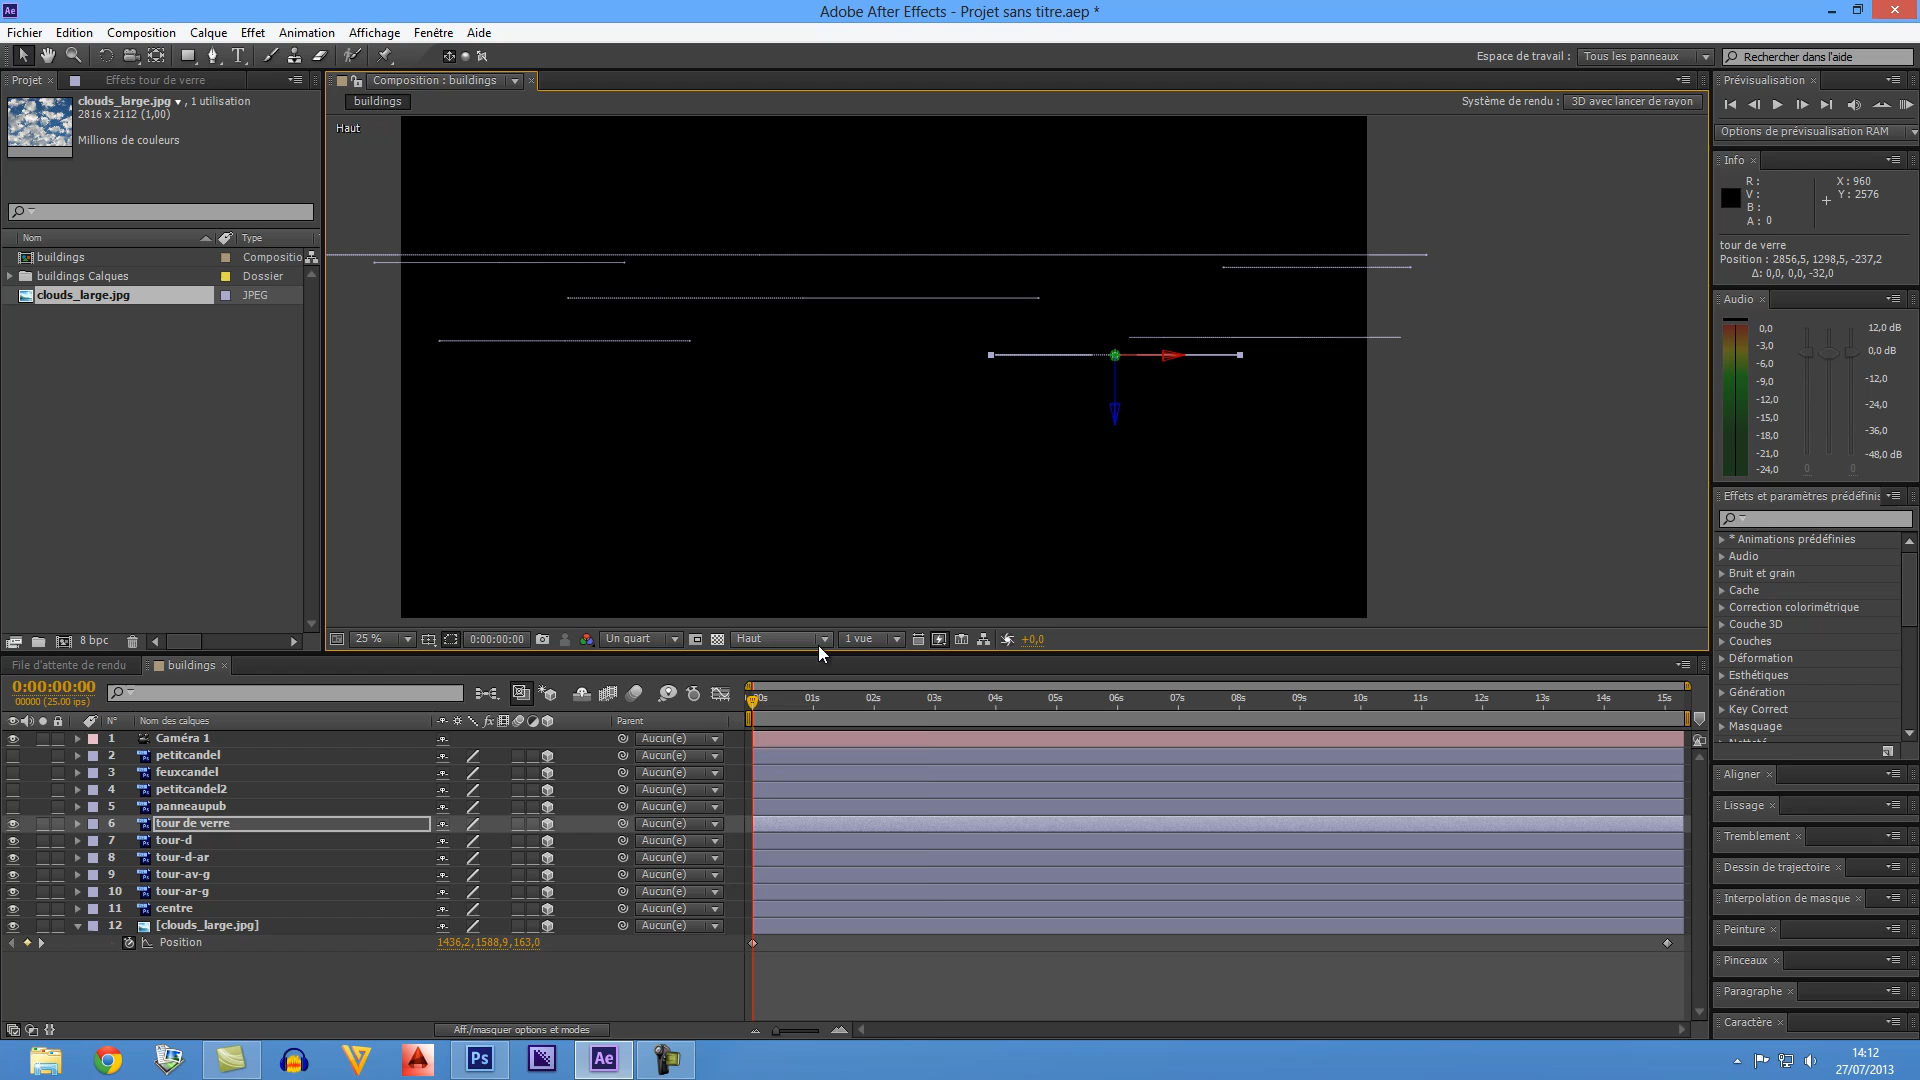 Adobe After Effects - Projet sans titre.aep *
Fichier Edition Composition Calque Effet Animation Affichage Fenêtre Aide
Espace de travail : Tous les panneaux Rechercher dans l'aide
Projet Effets tour de verre
clouds_large.jpg , 1 utilisation
2816 x 2112 (1,00)
Millions de couleurs
Nom Type
buildings Compositio
buildings Calques Dossier
clouds_large.jpg JPEG
8 bpc
Composition : buildings
buildings
Système de rendu : 3D avec lancer de rayon
Haut
25 % 0:00:00:00 Un quart Haut 1 vue +0,0
Prévisualisation
Options de prévisualisation RAM
Info
R :
V :
B :
A : 0
X : 960
Y : 2576
tour de verre
Position : 2856,5, 1298,5, -237,2
Δ: 0,0, 0,0, -32,0
Audio
0,0
-3,0
-6,0
-9,0
-12,0
-15,0
-18,0
-21,0
-24,0
0 0
12,0 dB
0,0 dB
-12,0
-24,0
-36,0
-48,0 dB
Effets et paramètres prédéfinis
* Animations prédéfinies
Audio
Bruit et grain
Cache
Correction colorimétrique
Couche 3D
Couches
Déformation
Esthétiques
Génération
Key Correct
Masquage
Aligner
Lissage
Tremblement
Dessin de trajectoire
Interpolation de masque
Peinture
Pinceaux
Paragraphe
Caractère
File d'attente de rendu buildings
0:00:00:00
00000 (25.00 ips)
00s 01s 02s 03s 04s 05s 06s 07s 08s 09s 10s 11s 12s 13s 14s 15s
N° Nom des calques fx Parent
1 Caméra 1 Aucun(e)
2 petitcandel Aucun(e)
3 feuxcandel Aucun(e)
4 petitcandel2 Aucun(e)
5 panneaupub Aucun(e)
6 tour de verre Aucun(e)
7 tour-d Aucun(e)
8 tour-d-ar Aucun(e)
9 tour-av-g Aucun(e)
10 tour-ar-g Aucun(e)
11 centre Aucun(e)
12 [clouds_large.jpg] Aucun(e)
Position 1436,2,1588,9,163,0
Aff./masquer options et modes
Ps Ae
14:12
27/07/2013